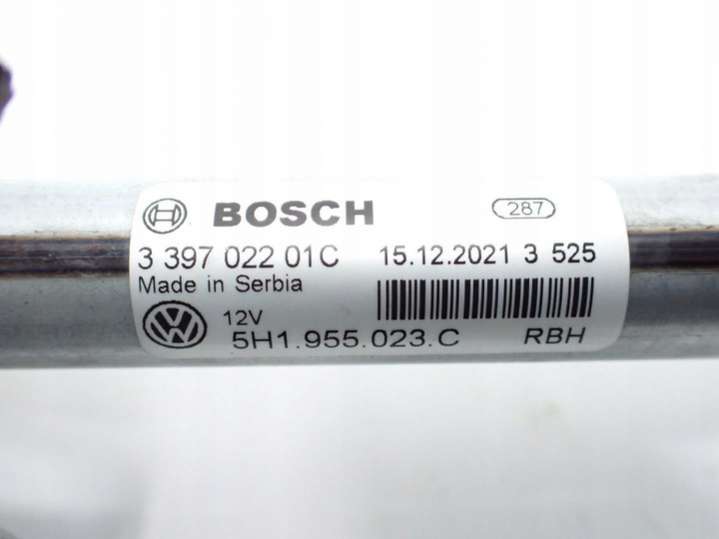 BOSCH 287
3 397 022 01C 15.12.2021 3 525
Made in Serbia
12V
5H1.955.023.C RBH